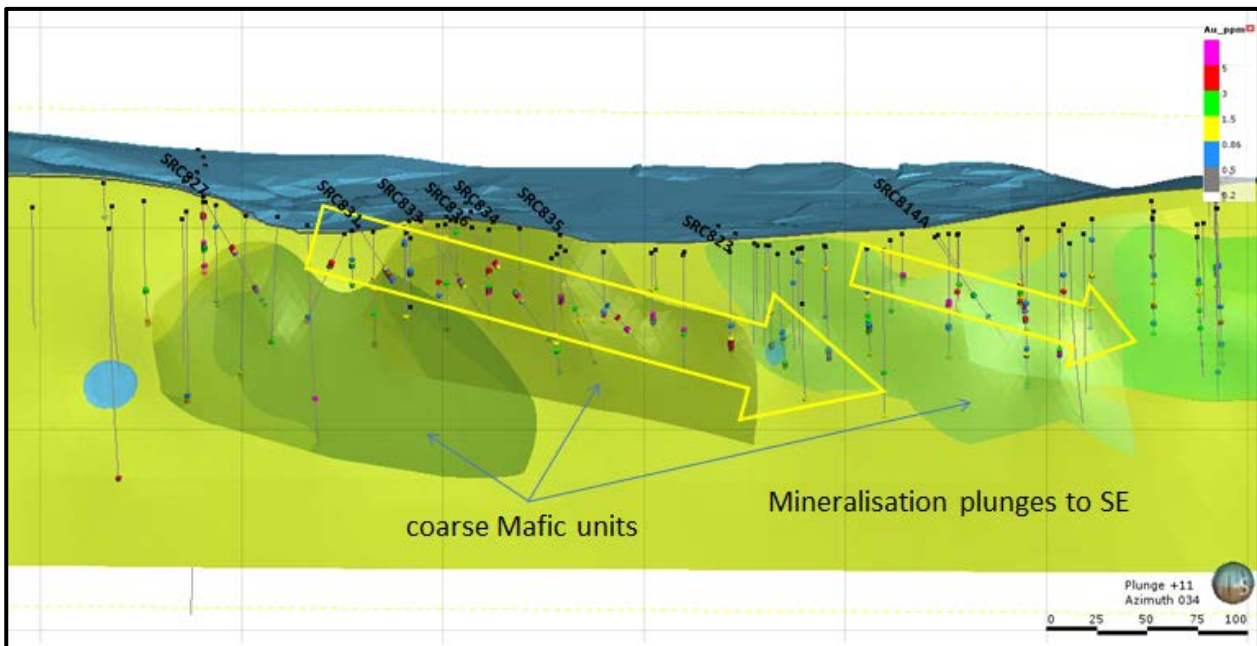 Au_ppm
5
3
1.5
0.86
0.5
0.2
SRC827
SRC831
SRC833
SRC836
SRC834
SRC835
SRC823
SRC814A
coarse Mafic units
Mineralisation plunges to SE
Plunge +11
Azimuth 034
0 25 50 75 100